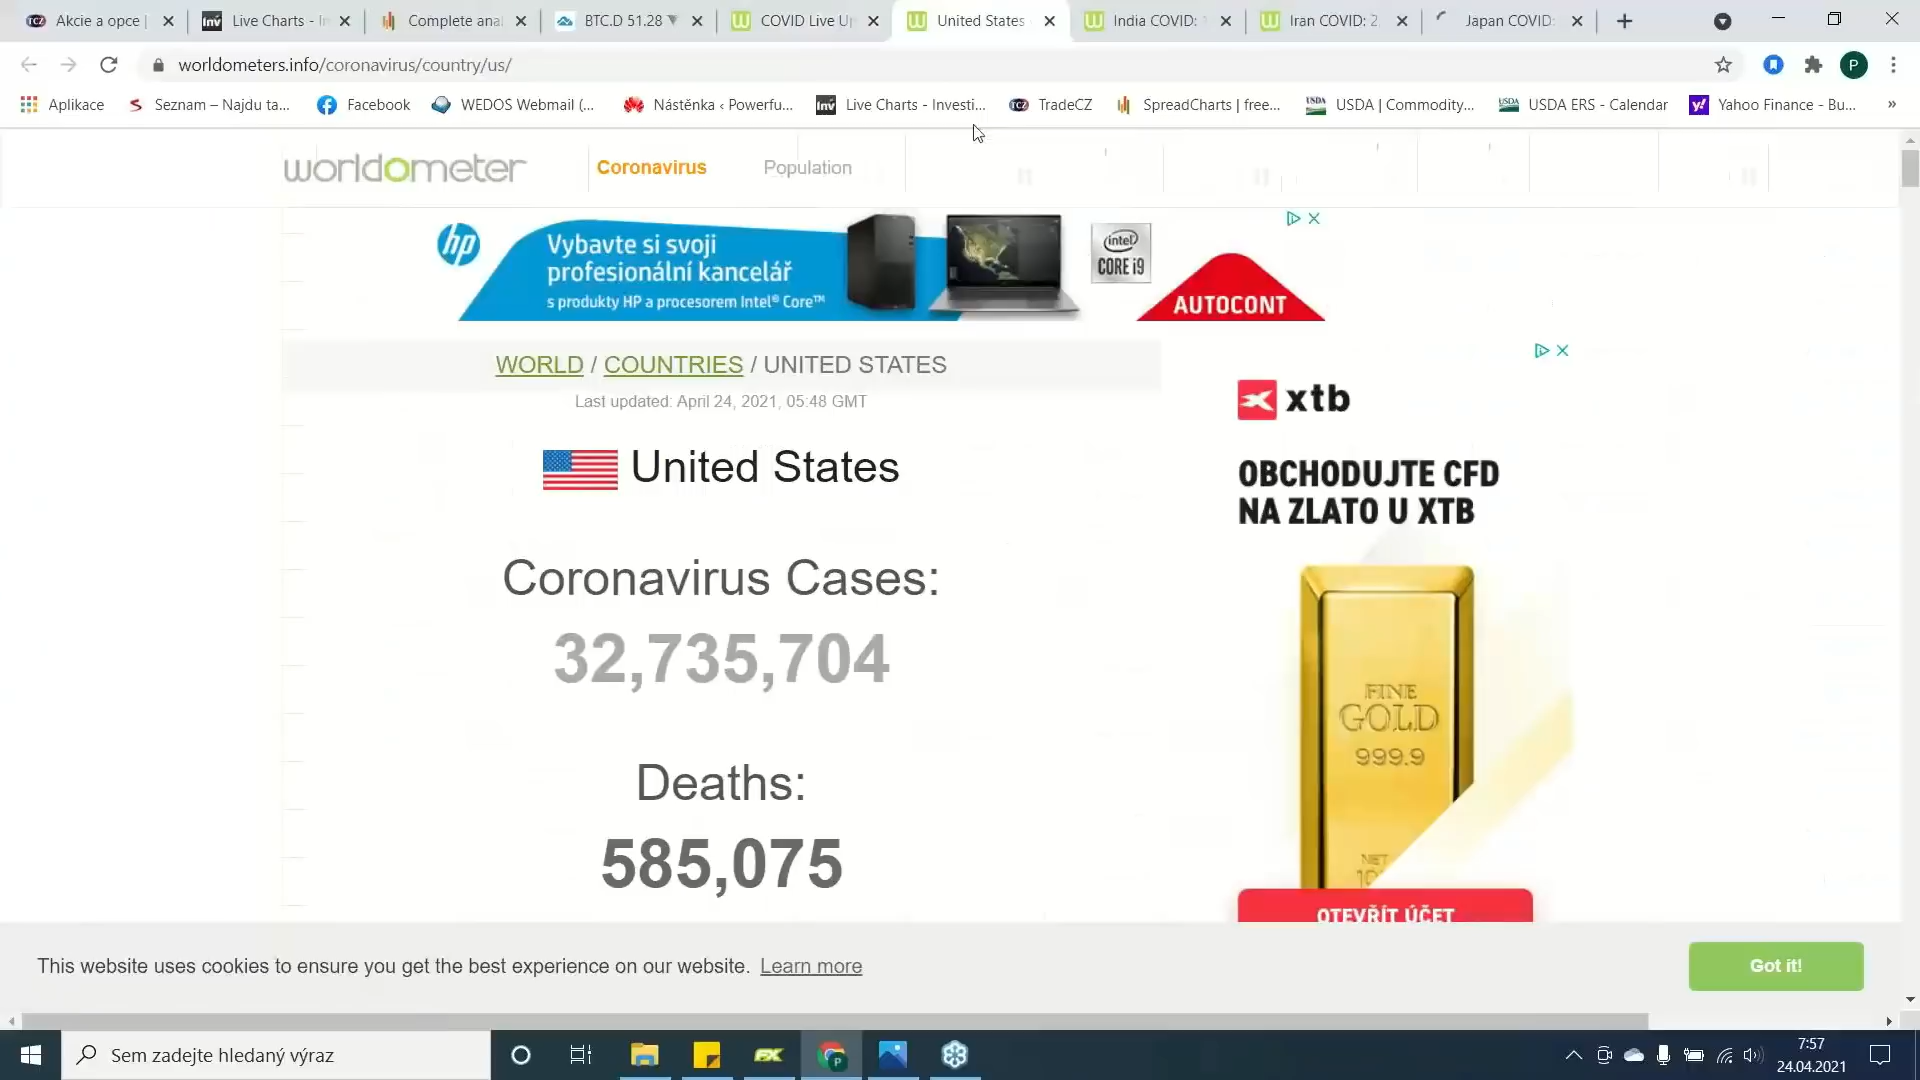 Akcie a opce |
Live Charts - I
Complete anal
BTC.D 51.28 ▼
COVID Live Up
United States
India COVID:
Iran COVID: 2
Japan COVID:
worldometers.info/coronavirus/country/us/
P
Aplikace
Seznam – Najdu ta...
Facebook
WEDOS Webmail (...
Nástěnka ‹ Powerfu...
Live Charts - Investi...
TradeCZ
SpreadCharts | free...
USDA | Commodity...
USDA ERS - Calendar
Yahoo Finance - Bu...
»
worldometer
Coronavirus
Population
hp
Vybavte si svoji
profesionální kancelář
s produkty HP a procesorem Intel® Core™
intel
CORE i9
AUTOCONT
WORLD / COUNTRIES / UNITED STATES
Last updated: April 24, 2021, 05:48 GMT
United States
Coronavirus Cases:
32,735,704
Deaths:
585,075
xtb
OBCHODUJTE CFD
NA ZLATO U XTB
FINE
GOLD
999.9
NET
OTEVŘÍT ÚČET
This website uses cookies to ensure you get the best experience on our website. Learn more
Got it!
Sem zadejte hledaný výraz
7:57
24.04.2021